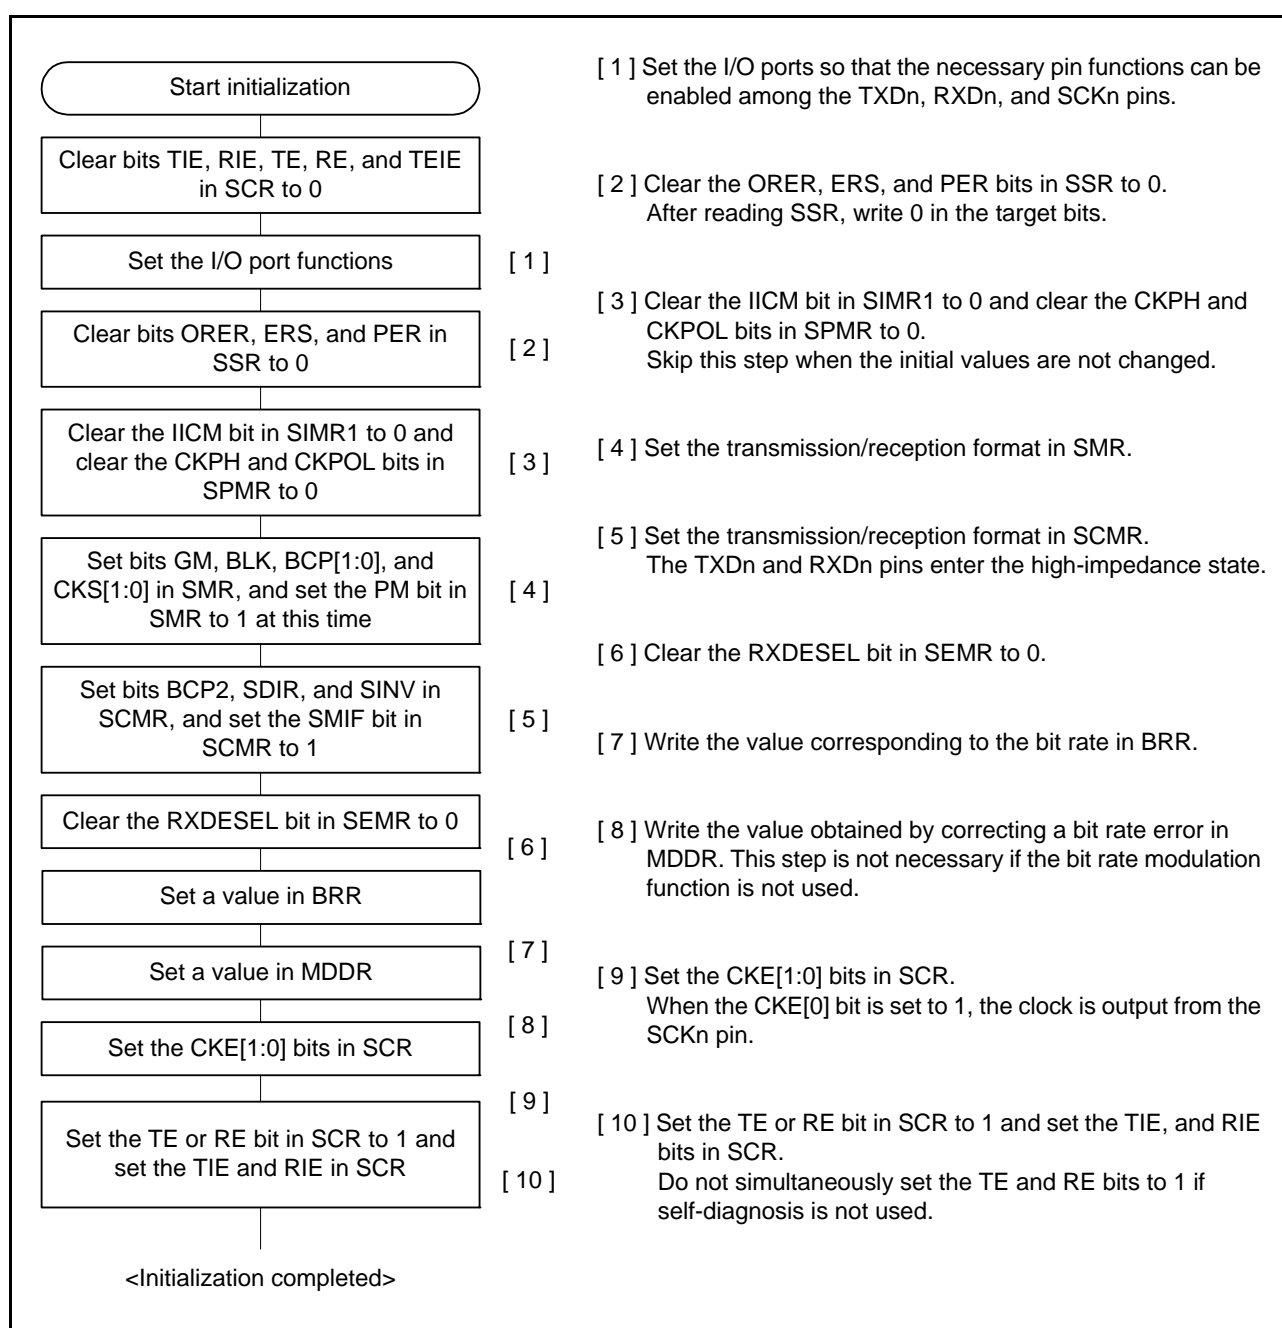 Start initialization
Clear bits TIE, RIE, TE, RE, and TEIE
in SCR to 0
Set the I/O port functions
[ 1 ]
Clear bits ORER, ERS, and PER in
SSR to 0
[ 2 ]
Clear the IICM bit in SIMR1 to 0 and
clear the CKPH and CKPOL bits in
SPMR to 0
[ 3 ]
Set bits GM, BLK, BCP[1:0], and
CKS[1:0] in SMR, and set the PM bit in
SMR to 1 at this time
[ 4 ]
Set bits BCP2, SDIR, and SINV in
SCMR, and set the SMIF bit in
SCMR to 1
[ 5 ]
Clear the RXDESEL bit in SEMR to 0
[ 6 ]
Set a value in BRR
[ 7 ]
Set a value in MDDR
[ 8 ]
Set the CKE[1:0] bits in SCR
[ 9 ]
Set the TE or RE bit in SCR to 1 and
set the TIE and RIE in SCR
[ 10 ]
<Initialization completed>
[ 1 ] Set the I/O ports so that the necessary pin functions can be
enabled among the TXDn, RXDn, and SCKn pins.
[ 2 ] Clear the ORER, ERS, and PER bits in SSR to 0.
After reading SSR, write 0 in the target bits.
[ 3 ] Clear the IICM bit in SIMR1 to 0 and clear the CKPH and
CKPOL bits in SPMR to 0.
Skip this step when the initial values are not changed.
[ 4 ] Set the transmission/reception format in SMR.
[ 5 ] Set the transmission/reception format in SCMR.
The TXDn and RXDn pins enter the high-impedance state.
[ 6 ] Clear the RXDESEL bit in SEMR to 0.
[ 7 ] Write the value corresponding to the bit rate in BRR.
[ 8 ] Write the value obtained by correcting a bit rate error in
MDDR. This step is not necessary if the bit rate modulation
function is not used.
[ 9 ] Set the CKE[1:0] bits in SCR.
When the CKE[0] bit is set to 1, the clock is output from the
SCKn pin.
[ 10 ] Set the TE or RE bit in SCR to 1 and set the TIE, and RIE
bits in SCR.
Do not simultaneously set the TE and RE bits to 1 if
self-diagnosis is not used.